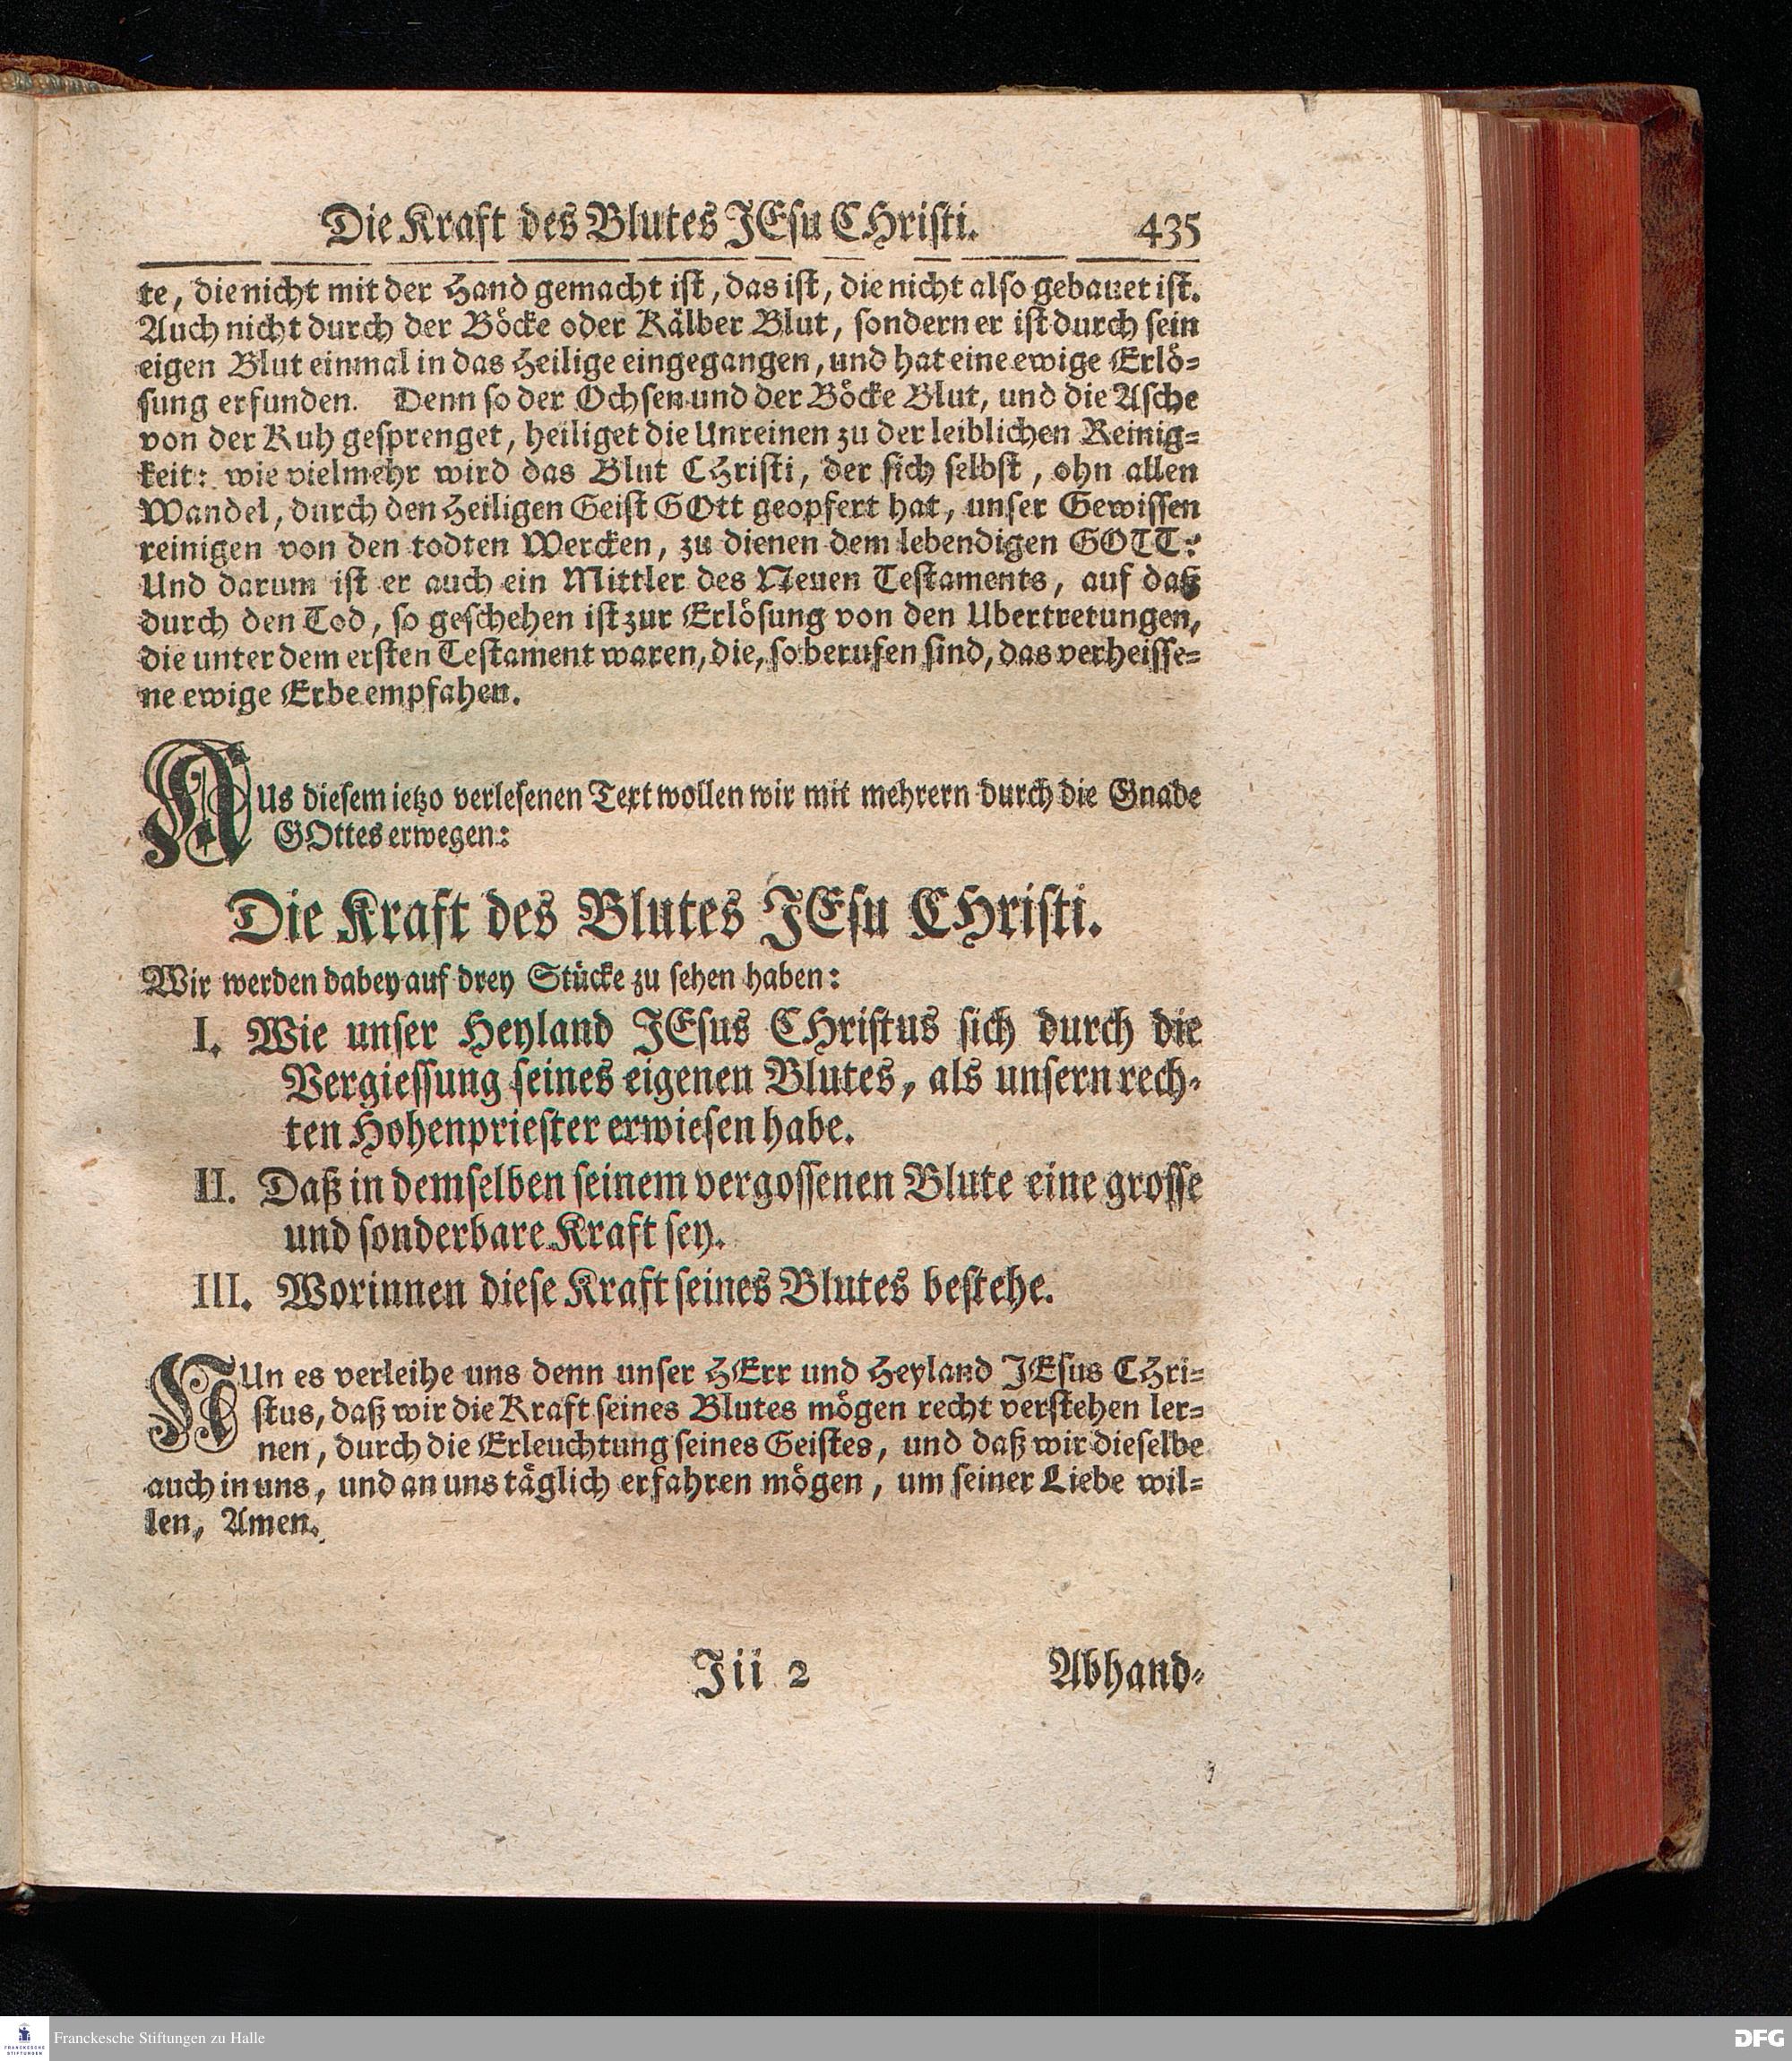 Die Kraft des Blutes JEsu CHristi. 435
te, die nicht mit der Hand gemacht ist, das ist, die nicht also gebauet ist.
Auch nicht durch der Böcke oder Kälber Blut, sondern er ist durch sein
eigen Blut einmal in das Heilige eingegangen, und hat eine ewige Erlö-
sung erfunden. Denn so der Ochsen und der Böcke Blut, und die Asche
von der Kuh gesprenget, heiliget die Unreinen zu der leiblichen Reinig-
keit: wie vielmehr wird das Blut CHristi, der sich selbst, ohn allen
Wandel, durch den Heiligen Geist GOtt geopfert hat, unser Gewissen
reinigen von den todten Wercken, zu dienen dem lebendigen GOTT?
Und darum ist er auch ein Mittler des Neuen Testaments, auf daß
durch den Tod, so geschehen ist zur Erlösung von den Ubertretungen,
die unter dem ersten Testament waren, die, so berufen sind, das verheisse-
ne ewige Erbe empfahen.
AUs diesem ietzo verlesenen Text wollen wir mit mehrern durch die Gnade
GOttes erwegen:
Die Kraft des Blutes JEsu CHristi.
Wir werden dabey auf drey Stücke zu sehen haben:
I. Wie unser Heyland JEsus CHristus sich durch die
Vergiessung seines eigenen Blutes, als unsern rech-
ten Hohenpriester erwiesen habe.
II. Daß in demselben seinem vergossenen Blute eine grosse
und sonderbare Kraft sey.
III. Worinnen diese Kraft seines Blutes bestehe.
NUn es verleihe uns denn unser HErr und Heyland JEsus CHri-
stus, daß wir die Kraft seines Blutes mögen recht verstehen ler-
nen, durch die Erleuchtung seines Geistes, und daß wir dieselbe
auch in uns, und an uns täglich erfahren mögen, um seiner Liebe wil-
len, Amen.
Jii 2 Abhand-
FRANCKESCHE STIFTUNGEN
Franckesche Stiftungen zu Halle
DFG